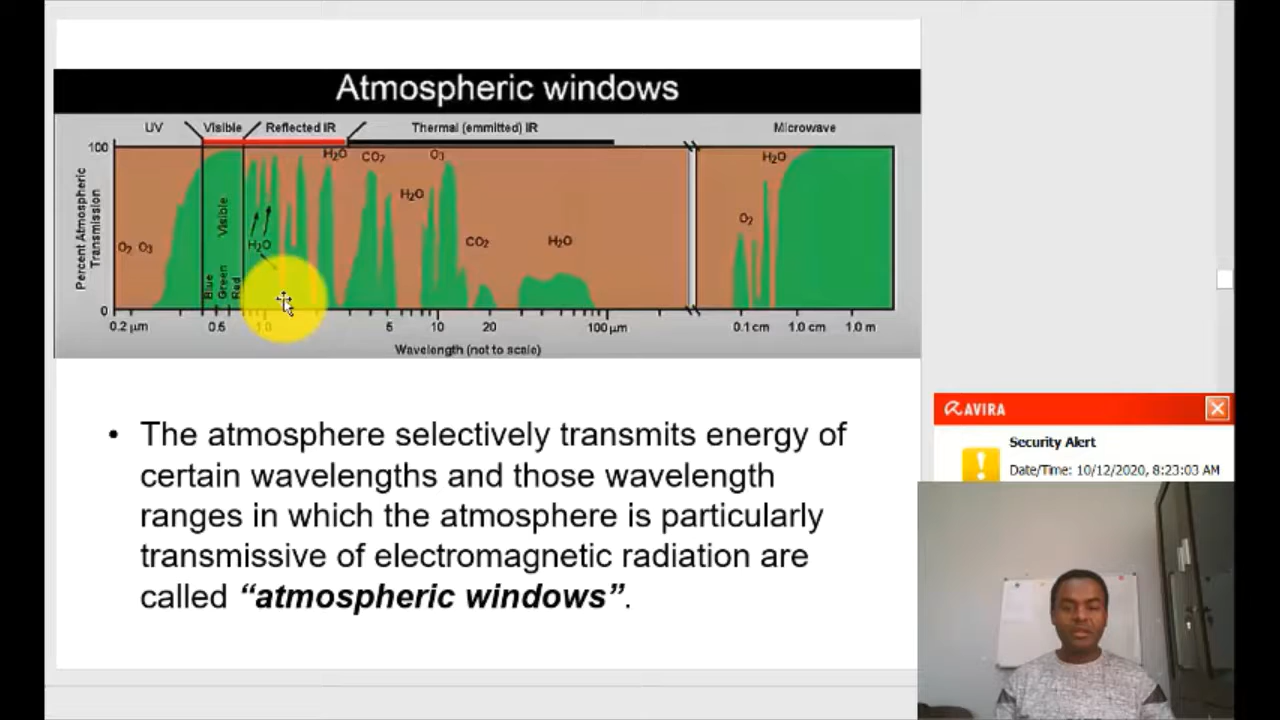 Atmospheric windows
UV
Visible
Reflected IR
Thermal (emmitted) IR
Microwave
100
H₂O
CO₂
O₃
H₂O
H₂O
O₂
Percent Atmospheric
Transmission
O₂ O₃
Visible
H₂O
CO₂
H₂O
Blue
Green
Red
0
0.2 µm
0.6
1.0
5
10
20
100 µm
0.1 cm
1.0 cm
1.0 m
Wavelength (not to scale)
• The atmosphere selectively transmits energy of
certain wavelengths and those wavelength
ranges in which the atmosphere is particularly
transmissive of electromagnetic radiation are
called “atmospheric windows”.
AVIRA
Security Alert
Date/Time: 10/12/2020, 8:23:03 AM